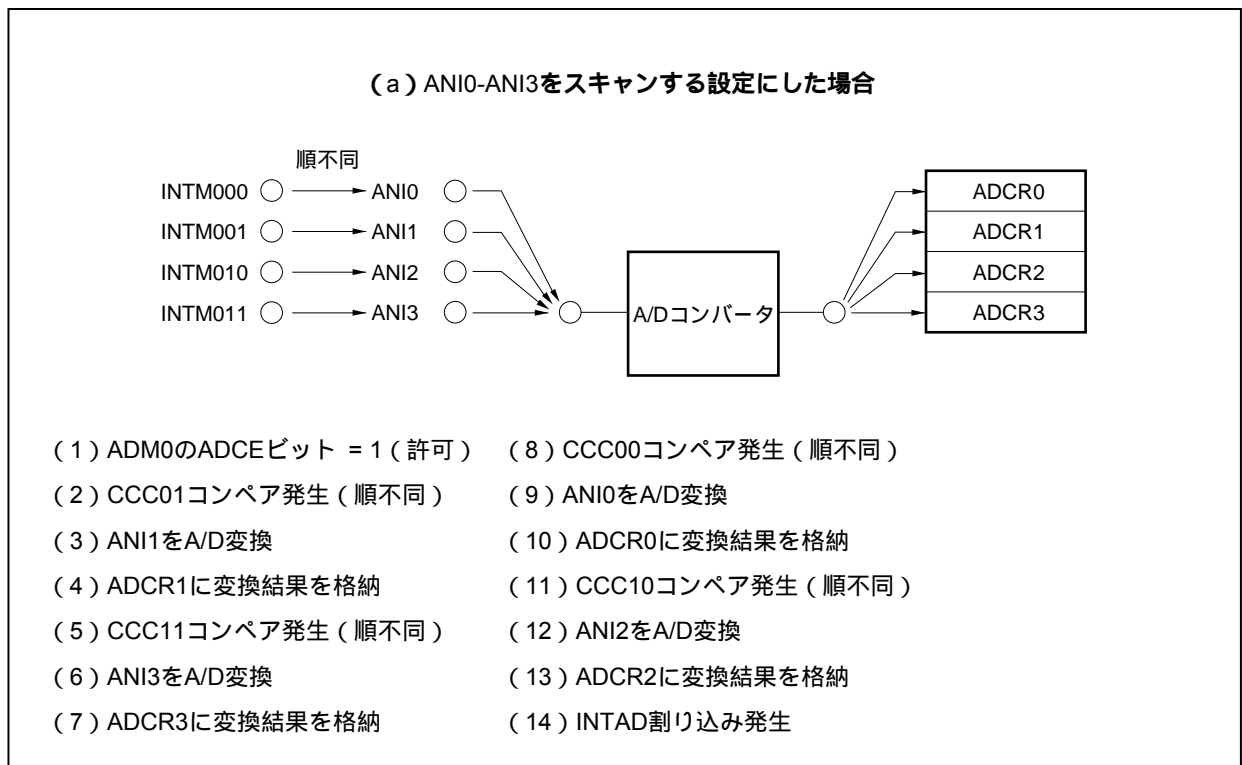 (a)ANI0-ANI3をスキャンする設定にした場合
順不同
INTM000 ANI0
INTM001 ANI1
INTM010 ANI2
INTM011 ANI3
A/Dコンバータ
ADCR0
ADCR1
ADCR2
ADCR3
(1)ADM0のADCEビット = 1(許可)
(2)CCC01コンペア発生(順不同)
(3)ANI1をA/D変換
(4)ADCR1に変換結果を格納
(5)CCC11コンペア発生(順不同)
(6)ANI3をA/D変換
(7)ADCR3に変換結果を格納
(8)CCC00コンペア発生(順不同)
(9)ANI0をA/D変換
(10)ADCR0に変換結果を格納
(11)CCC10コンペア発生(順不同)
(12)ANI2をA/D変換
(13)ADCR2に変換結果を格納
(14)INTAD割り込み発生